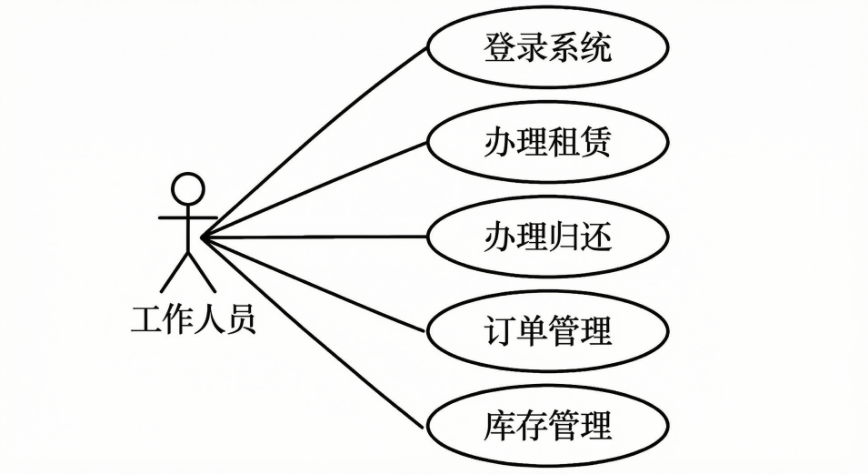 登录系统
办理租赁
办理归还
工作人员
订单管理
库存管理